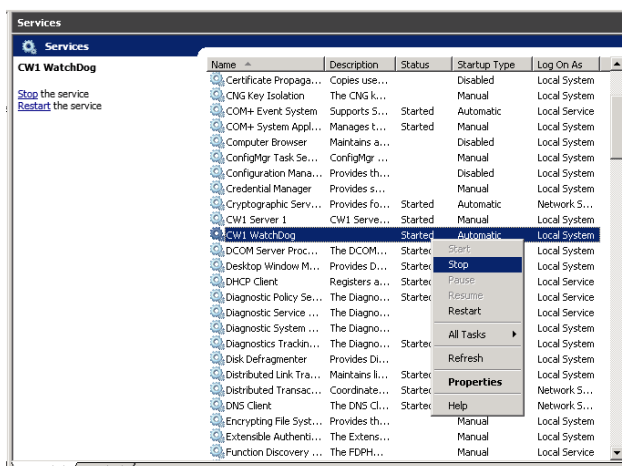 Services
Services
CW1 WatchDog
Stop the service
Restart the service
Name Description Status Startup Type Log On As
Certificate Propaga... Copies use... Disabled Local System
CNG Key Isolation The CNG k... Manual Local System
COM+ Event System Supports S... Started Automatic Local Service
COM+ System Appl... Manages t... Started Manual Local System
Computer Browser Maintains a... Disabled Local System
ConfigMgr Task Se... ConfigMgr ... Manual Local System
Configuration Mana... Provides th... Disabled Local System
Credential Manager Provides s... Manual Local System
Cryptographic Serv... Provides fo... Started Automatic Network S...
CW1 Server 1 CW1 Serve... Started Manual Local System
CW1 WatchDog Started Automatic Local System
DCOM Server Proc... The DCOM... Local System
Desktop Window M... Provides D... Local System
DHCP Client Registers a... Local Service
Diagnostic Policy Se... The Diagno... Local Service
Diagnostic Service ... The Diagno... Local Service
Diagnostic System ... The Diagno... Local System
Diagnostics Trackin... The Diagno... Local System
Disk Defragmenter Provides Di... Local System
Distributed Link Tra... Maintains li... Local System
Distributed Transac... Coordinate... Network S...
DNS Client The DNS Cl... Network S...
Encrypting File Syst... Provides th... Manual Local System
Extensible Authenti... The Extens... Manual Local System
Function Discovery ... The FDPH... Manual Local Service
Start
Stop
Pause
Resume
Restart
All Tasks
Refresh
Properties
Help